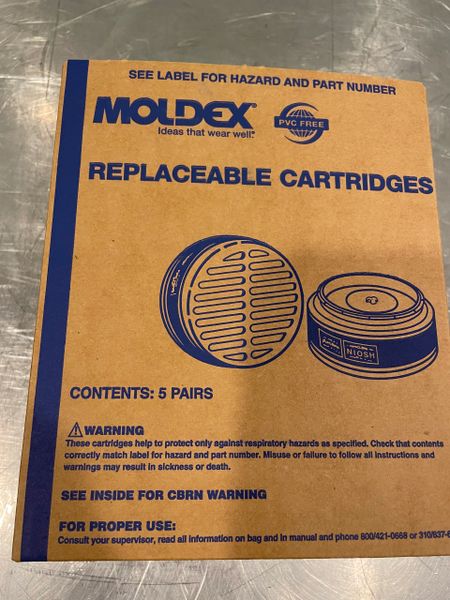 SEE LABEL FOR HAZARD AND PART NUMBER
MOLDEX®
Ideas that wear well.®
PVC FREE
REPLACEABLE CARTRIDGES
NIOSH
CONTENTS: 5 PAIRS
⚠WARNING
These cartridges help to protect only against respiratory hazards as specified. Check that contents
correctly match label for hazard and part number. Misuse or failure to follow all instructions and
warnings may result in sickness or death.
SEE INSIDE FOR CBRN WARNING
FOR PROPER USE:
Consult your supervisor, read all information on bag and in manual and phone 800/421-0668 or 310/837-6